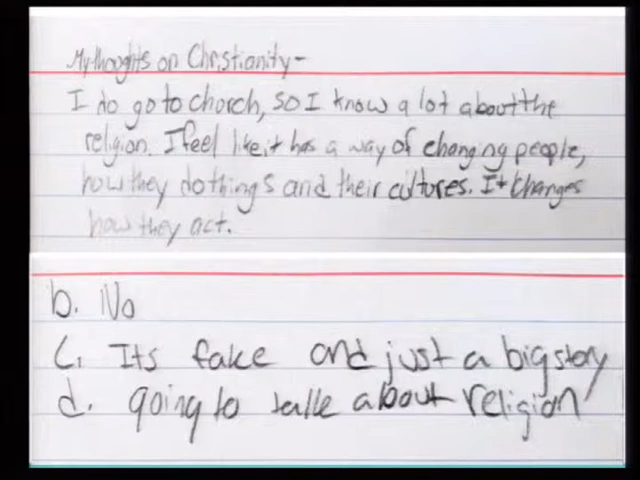 My thoughts on Christianity-
I do go to chorch, so I know a lot about the
religion. I feel like it has a way of changing people,
how they do things and their cultures. It changes
how they act.
b. No
C. Its fake and just a big story
d. going to talk about religion